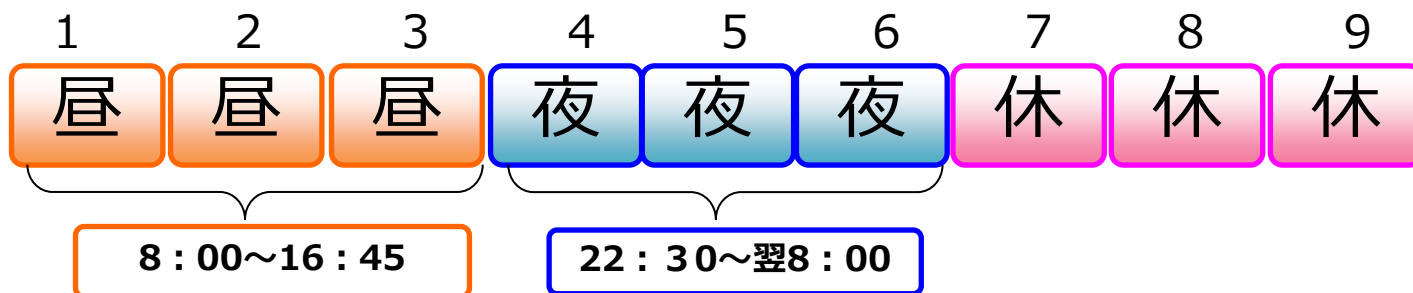 1 2 3 4 5 6 7 8 9
昼 昼 昼 夜 夜 夜 休 休 休
8：00～16：45 22：３0～翌8：00